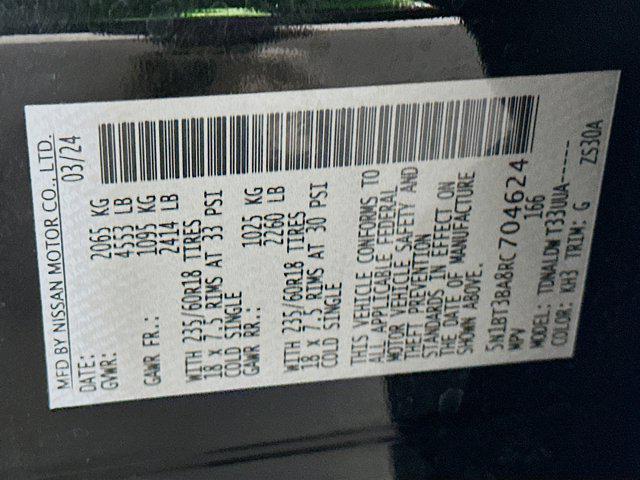 MFD BY NISSAN MOTOR CO., LTD.
DATE: 03/24
GVWR: 2065 KG
4553 LB
GAWR FR.: 1095 KG
2414 LB
WITH 235/60R18 TIRES
18 x 7.5 RIMS AT 33 PSI
COLD SINGLE
GAWR RR.: 1025 KG
2260 LB
WITH 235/60R18 TIRES
18 x 7.5 RIMS AT 30 PSI
COLD SINGLE
THIS VEHICLE CONFORMS TO
ALL APPLICABLE FEDERAL
MOTOR VEHICLE SAFETY AND
THEFT PREVENTION
STANDARDS IN EFFECT ON
THE DATE OF MANUFACTURE
SHOWN ABOVE.
5N1BT3BA8RC704624
MPV 166
MODEL: TDNALDW T33UUA------
COLOR: KH3 TRIM: G ZS30A